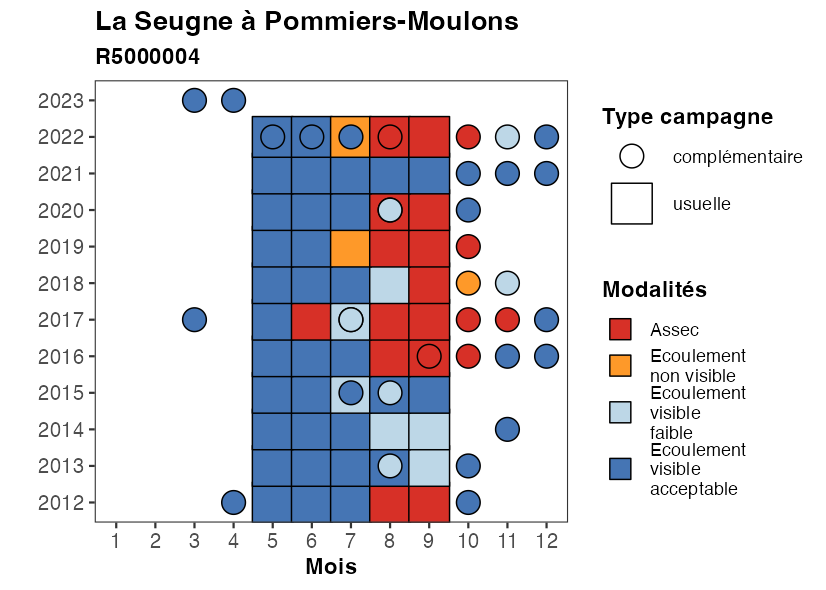 La Seugne à Pommiers-Moulons
R5000004
2023
2022
2021
2020
2019
2018
2017
2016
2015
2014
2013
2012
1 2 3 4 5 6 7 8 9 10 11 12
Mois
Type campagne
complémentaire
usuelle
Modalités
Assec
Ecoulement
non visible
Ecoulement
visible
faible
Ecoulement
visible
acceptable